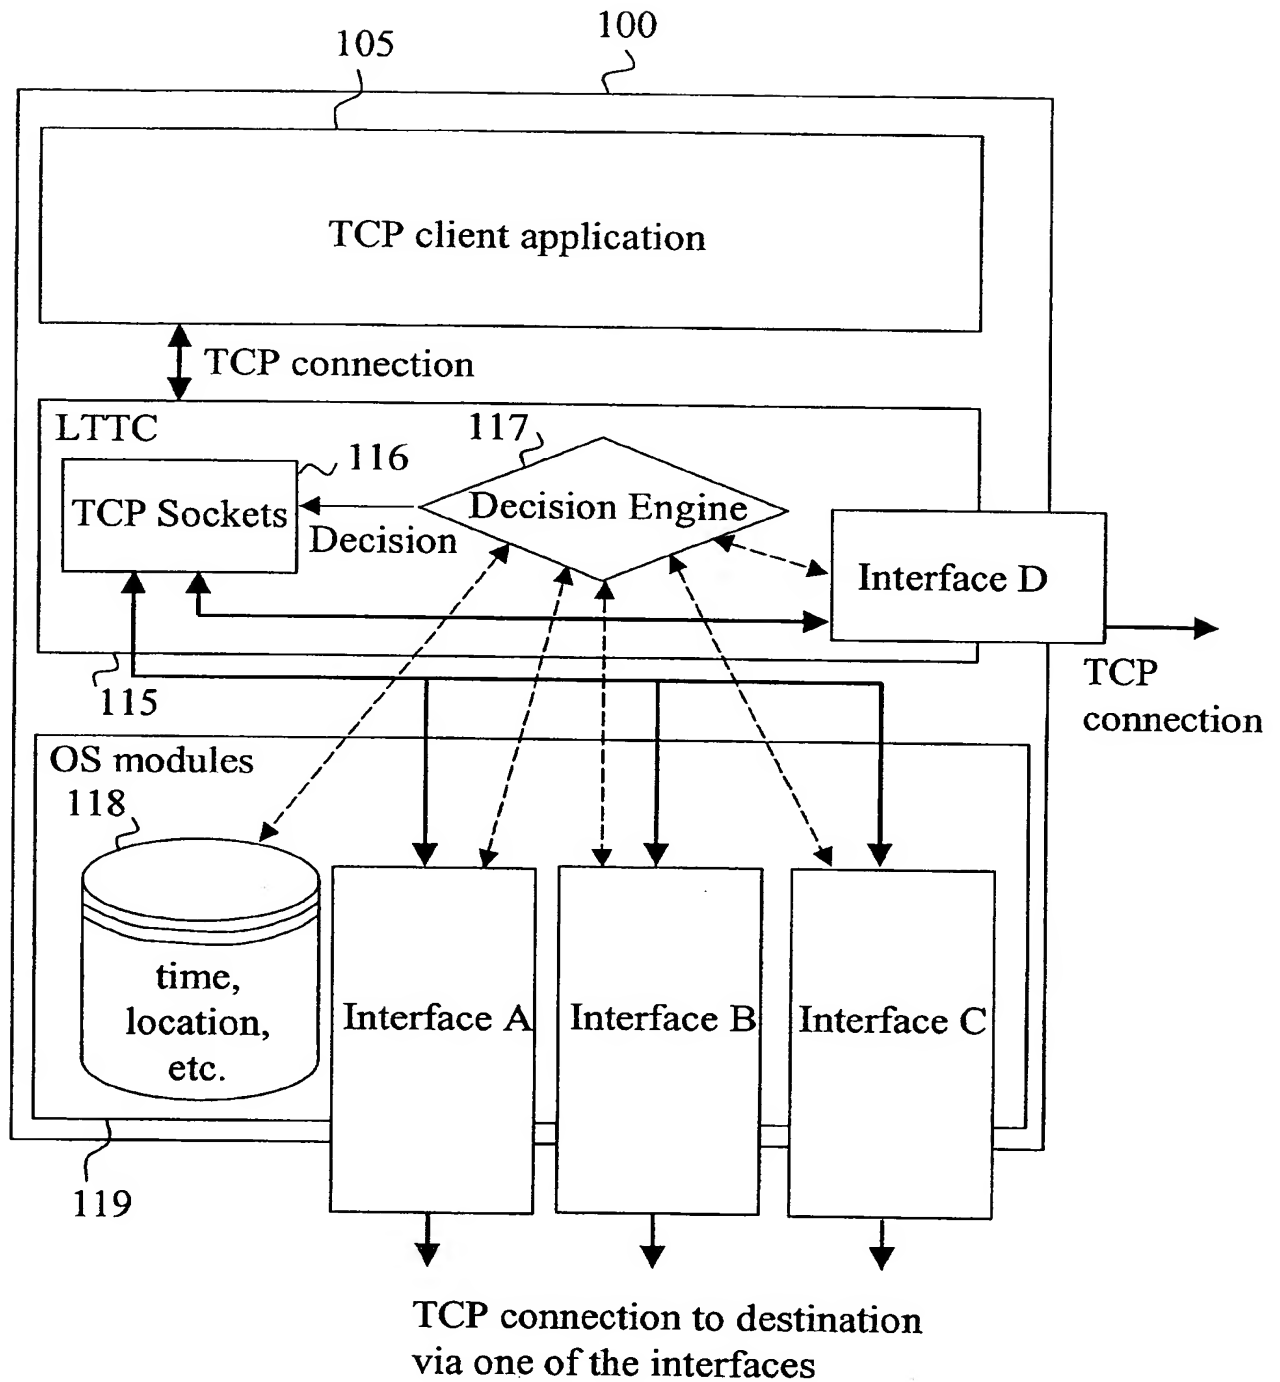 100
105
TCP client application
TCP connection
LTTC
117
116
TCP Sockets
Decision Engine
Decision
Interface D
115
TCP
connection
OS modules
118
time,
location,
etc.
Interface A
Interface B
Interface C
119
TCP connection to destination
via one of the interfaces